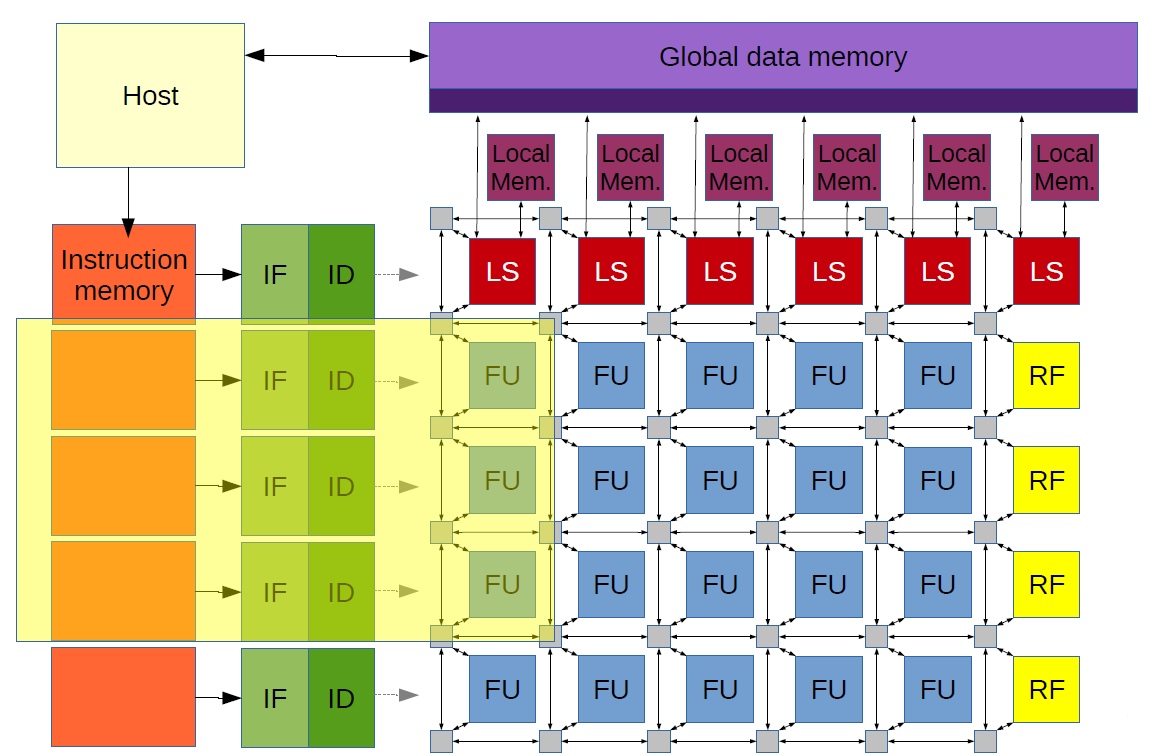 Global data memory
Host
Local Local Local Local Local Local
Mem. Mem. Mem. Mem. Mem. Mem.
Instruction
memory
IF ID LS LS LS LS LS LS
IF ID FU FU FU FU FU RF
IF ID FU FU FU FU FU RF
IF ID FU FU FU FU FU RF
IF ID FU FU FU FU FU RF